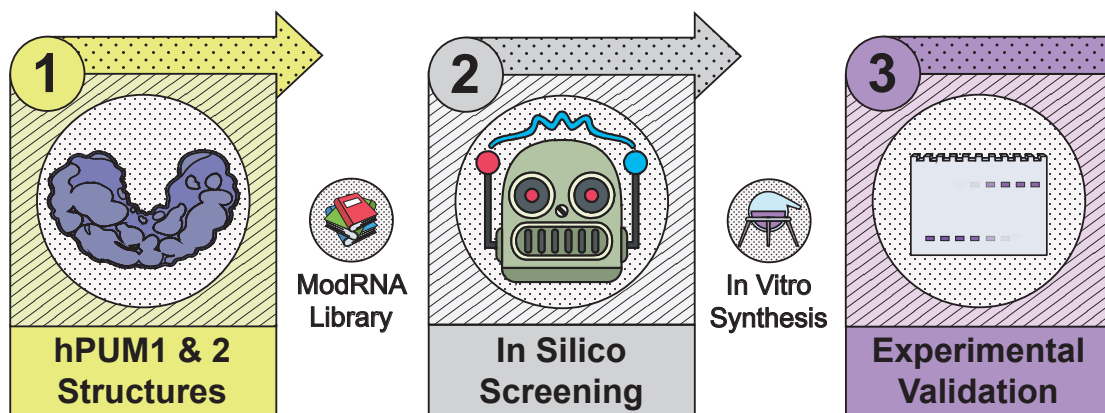 1
hPUM1 & 2
Structures
ModRNA
Library
2
In Silico
Screening
In Vitro
Synthesis
3
Experimental
Validation